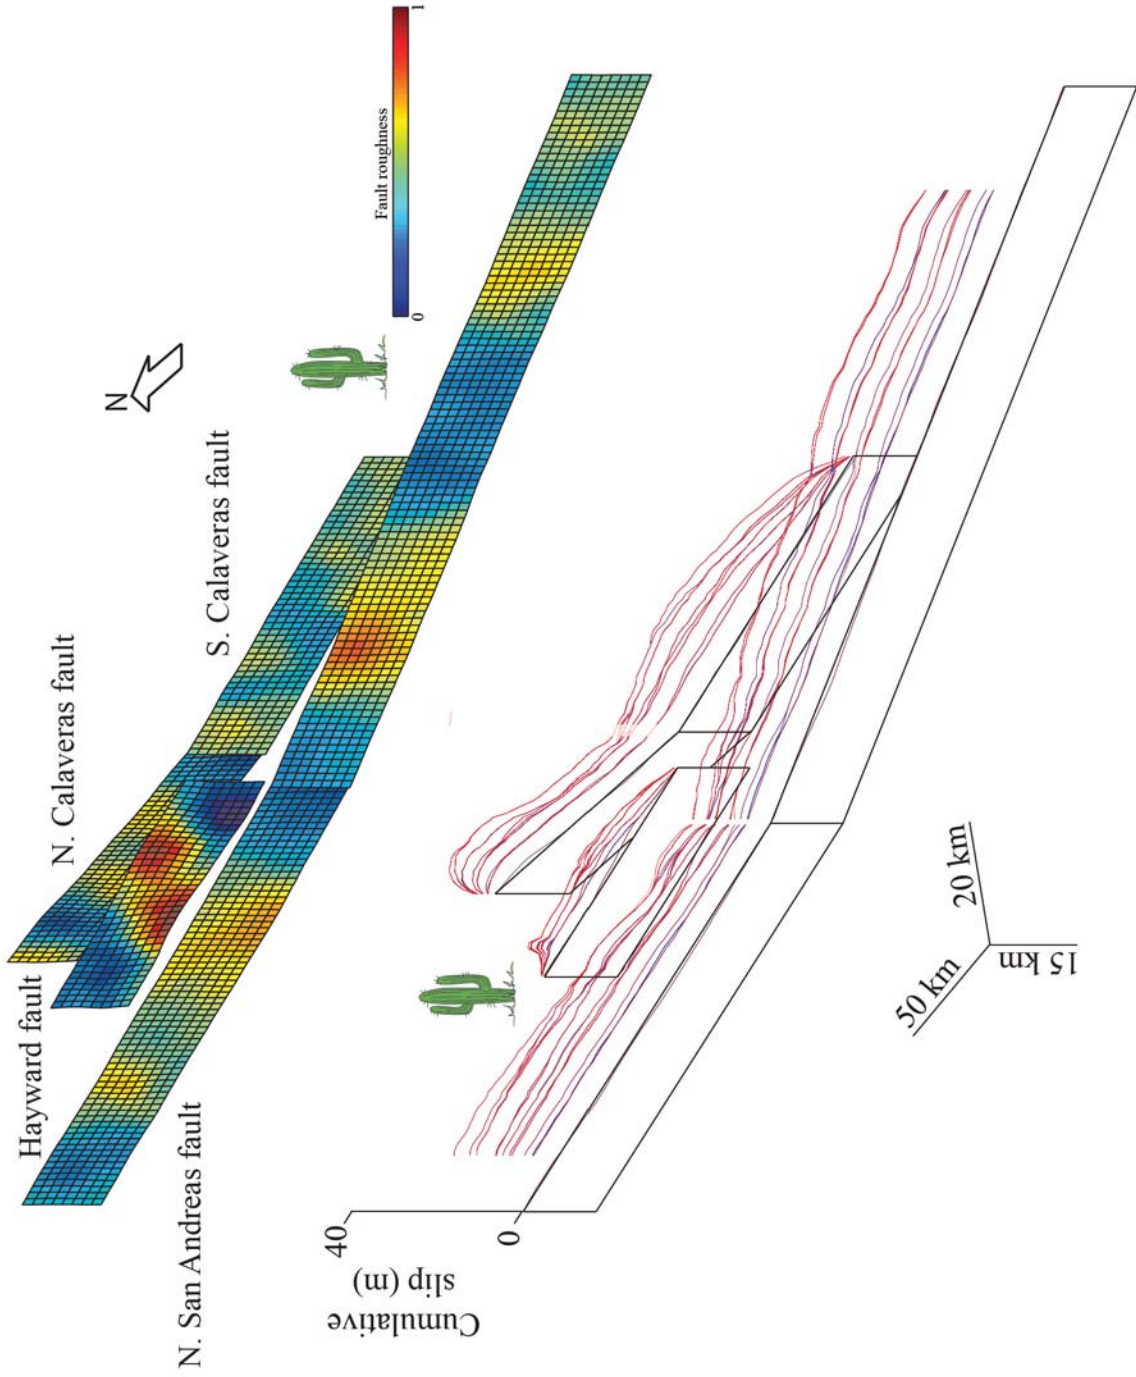 1
Fault roughness
0
N
S. Calaveras fault
N. Calaveras fault
Hayward fault
N. San Andreas fault
40
0
Cumulative
slip (m)
50 km
20 km
15 km